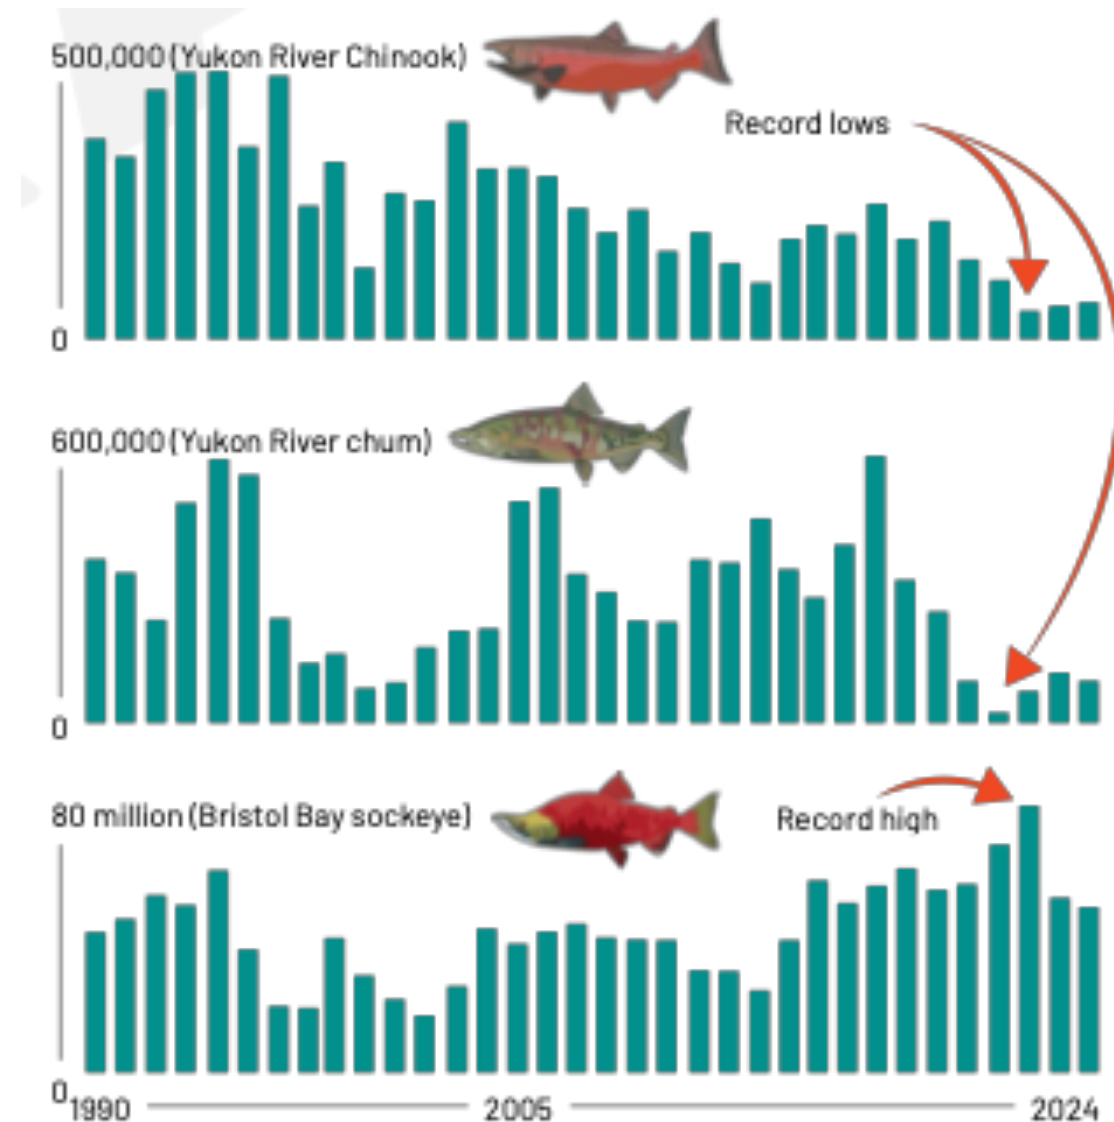 500,000 (Yukon River Chinook)
Record lows
0
600,000 (Yukon River chum)
0
80 million (Bristol Bay sockeye)
Record high
0
1990 2005 2024